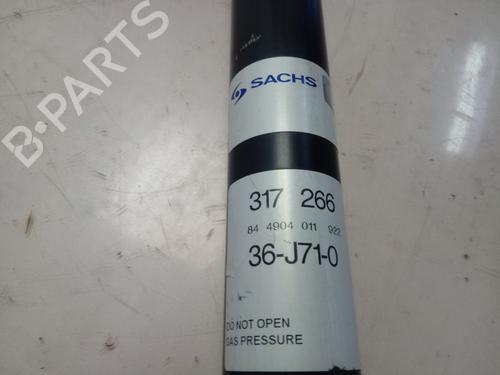 SACHS
317 266
84 4904 011 922
36-J71-0
DO NOT OPEN
GAS PRESSURE
B-PARTS